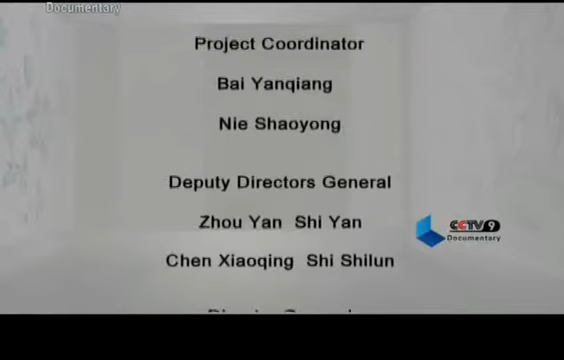 Documentary
Project Coordinator
Bai Yanqiang
Nie Shaoyong
Deputy Directors General
Zhou Yan Shi Yan
CCTV9
Documentary
Chen Xiaoqing Shi Shilun